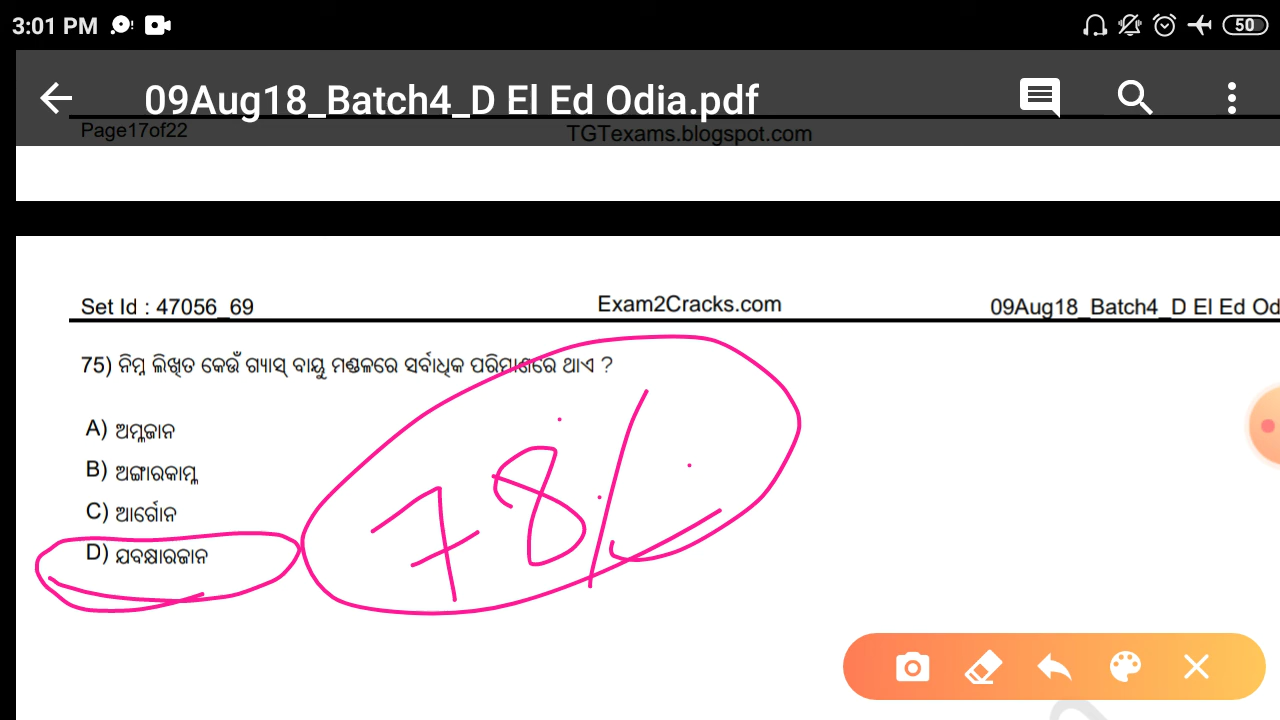 3:01 PM
50
09Aug18_Batch4_D El Ed Odia.pdf
Page17of22
TGTexams.blogspot.com
Set Id : 47056_69
Exam2Cracks.com
09Aug18_Batch4_D El Ed Od
75) ନିମ୍ନ ଲିଖିତ କେଉଁ ଗ୍ୟାସ୍ ବାୟୁ ମଣ୍ଡଳରେ ସର୍ବାଧିକ ପରିମାଣରେ ଥାଏ ?
A) ଅମ୍ଳଜାନ
B) ଅଙ୍ଗାରକାମ୍ଳ
C) ଆର୍ଗୋନ
D) ଯବକ୍ଷାରଜାନ
78%